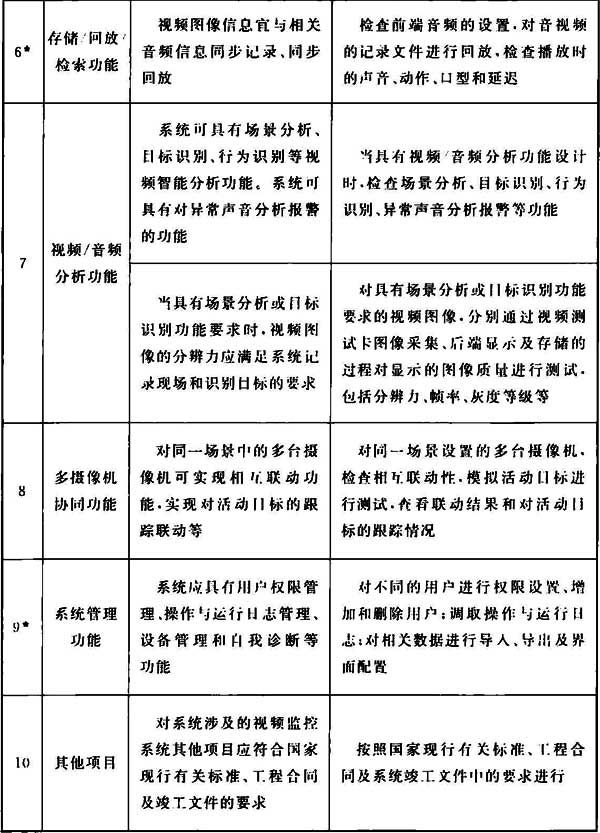 6*
存储/回放/
检索功能
视频图像信息宜与相关
音频信息同步记录、同步
回放
检查前端音频的设置,对音视频
的记录文件进行回放,检查播放时
的声音、动作、口型和延迟
7
视频/音频
分析功能
系统可具有场景分析、
目标识别、行为识别等视
频智能分析功能。系统可
具有对异常声音分析报警
的功能
当具有视频/音频分析功能设计
时,检查场景分析、目标识别、行为
识别、异常声音分析报警等功能
当具有场景分析或目标
识别功能要求时,视频图
像的分辨力应满足系统记
录现场和识别目标的要求
对具有场景分析或目标识别功能
要求的视频图像,分别通过视频测
试卡图像采集、后端显示及存储的
过程对显示的图像质量进行测试,
包括分辨力、帧率、灰度等级等
8
多摄像机
协同功能
对同一场景中的多台摄
像机可实现相互联动功
能,实现对活动目标的跟
踪联动等
对同一场景设置的多台摄像机,
检查相互联动性,模拟活动目标进
行测试,查看联动结果和对活动目
标的跟踪情况
9*
系统管理
功能
系统应具有用户权限管
理、操作与运行日志管理、
设备管理和自我诊断等
功能
对不同的用户进行权限设置、增
加和删除用户;调取操作与运行日
志;对相关数据进行导入、导出及界
面配置
10
其他项目
对系统涉及的视频监控
系统其他项目应符合国家
现行有关标准、工程合同
及竣工文件的要求
按照国家现行有关标准、工程合
同及系统竣工文件中的要求进行